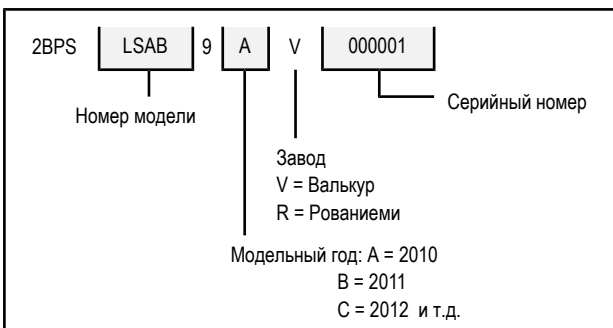 2BPS LSAB 9 A V 000001
Номер модели
Серийный номер
Завод
V = Валькур
R = Рованиеми
Модельный год: A = 2010
B = 2011
C = 2012 и т.д.